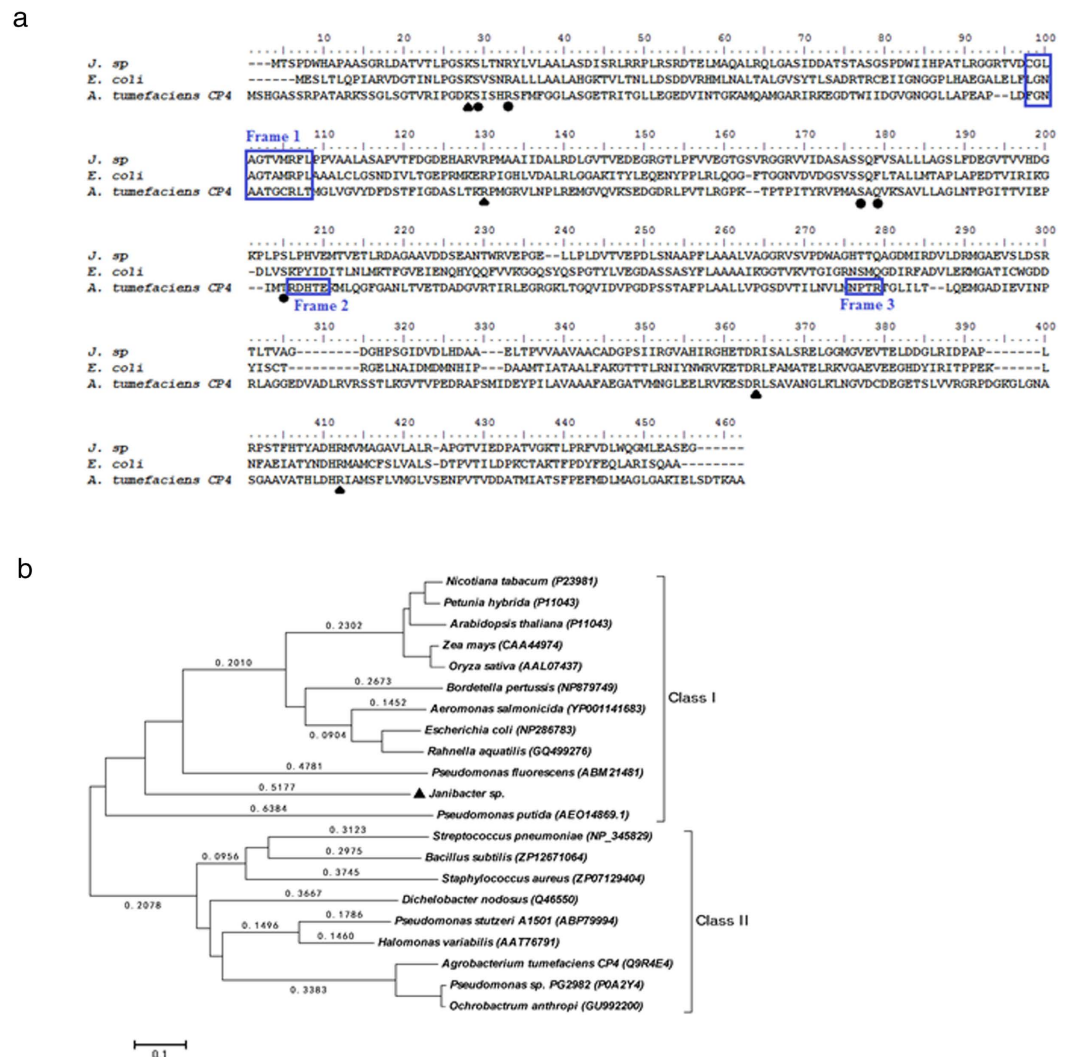 a
10 20 30 40 50 60 70 80 90 100
J. sp ---MTSPDWHAPAASGRLDATVTLPGSKSLTNRYLVLAALASDISRLRRPLRSRDTELMAQALRQLGASIDDATSTASGSPDWIIHPATLRGGRTVDCGL
E. coli ------MESLTLQPIARVDGTINLPGSKSVSNRALLLAALAHGKTVLTNLLDSDDVRHMLNALTALGVSYTLSADRTRCEIIGNGGPLHAEGALELFLGN
A. tumefaciens CP4 MSHGASSRPATARKSSGLSGTVRIPGDKSISHRSFMFGGLASGETRITGLLEGEDVINTGKAMQAMGARIRKEGDTWIIDGVGNGGLLAPEAP--LDFGN
Frame 1 110 120 130 140 150 160 170 180 190 200
J. sp AGTVMRFLPPVAALASAPVTFDGDEHARVRPMAAIIDALRDLGVTVEDEGRGTLPFVVEGTGSVRGGRVVIDASASSQFVSALLLAGSLFDEGVTVVHDG
E. coli AGTAMRPLAAALCLGSNDIVLTGEPRMKERPIGHLVDALRLGGAKITYLEQENYPPLRLQGG-FTGGNVDVDGSVSSQFLTALLMTAPLAPEDTVIRIKG
A. tumefaciens CP4 AATGCRLTMGLVGVYDFDSTFIGDASLTKRPMGRVLNPLREMGVQVKSEDGDRLPVTLRGPK-TPTPITYRVPMASAQVKSAVLLAGLNTPGITTVIEP
210 220 230 240 250 260 270 280 290 300
J. sp KPLPSLPHVEMTVETLRDAGAAVDDSEANTWRVEPGE--LLPLDVTVEPDLSNAAPFLAAALVAGGRVSVPDWAGHTTQAGDMIRDVLDRMGAEVSLDSR
E. coli -DLVSKPYIDITLNLMKTFGVEIENQHYQQFVVKGGQSYQSPGTYLVEGDASSASYFLAAAAIKGGTVKVTGIGRNSMQGDIRFADVLEKMGATICWGDD
A. tumefaciens CP4 --IMTRDHTEKMLQGFGANLTVETDADGVRTIRLEGRGKLTGQVIDVPGDPSSTAFPLAALLVPGSDVTILNVLMNPTRTGLILT--LQEMGADIEVINP
Frame 2 Frame 3
310 320 330 340 350 360 370 380 390 400
J. sp TLTVAG--------DGHPSGIDVDLHDAA---ELTPVVAAVAACADGPSIIRGVAHIRGHETDRISALSRELGGMGVEVTELDDGLRIDPAP-------L
E. coli YISCT--------RGELNAIDMDMNHIP---DAAMTIATAALFAKGTTTLRNIYNWRVKETDRLFAMATELRKVGAEVEEGHDYIRITPPEK------L
A. tumefaciens CP4 RLAGGEDVADLRVRSSTLKGVTVPEDRAPSMIDEYPILAVAAAFAEGATVMNGLEELRVKESDRLSAVANGLKLNGVDCDEGETSLVVRGRPDGKGLGNA
410 420 430 440 450 460
J. sp RPSTFHTYADHRMVMAGAVLALR-APGTVIEDPATVGKTLPRFVDLWQGMLEASEG------
E. coli NFAEIATYNDHRMAMCFSLVALS-DTPVTILDPKCTAKTFPDYFEQLARISQAA--------
A. tumefaciens CP4 SGAAVATHLDHRIAMSFLVMGLVSENPVTVDDATMIATSFPEFMDLMAGLGAKIELSDTKAA
b
Nicotiana tabacum (P23981)
Petunia hybrida (P11043)
0. 2302 Arabidopsis thaliana (P11043)
Zea mays (CAA44974)
0. 2010 Oryza sativa (AAL07437)
0. 2673 Bordetella pertussis (NP879749)
Class I
0. 1452 Aeromonas salmonicida (YP001141683)
0. 0904 Escherichia coli (NP286783)
Rahnella aquatilis (GQ499276)
0. 4781 Pseudomonas fluorescens (ABM21481)
0. 5177 Janibacter sp.
0. 6384 Pseudomonas putida (AEO14869.1)
0. 3123 Streptococcus pneumoniae (NP_345829)
0. 0956 0. 2975 Bacillus subtilis (ZP12671064)
0. 3745 Staphylococcus aureus (ZP07129404)
0. 2078 0. 3667 Dichelobacter nodosus (Q46550)
0. 1496 0. 1786 Pseudomonas stutzeri A1501 (ABP79994)
Class II
0. 1460 Halomonas variabilis (AAT76791)
Agrobacterium tumefaciens CP4 (Q9R4E4)
0. 3383 Pseudomonas sp. PG2982 (P0A2Y4)
Ochrobactrum anthropi (GU992200)
0.1